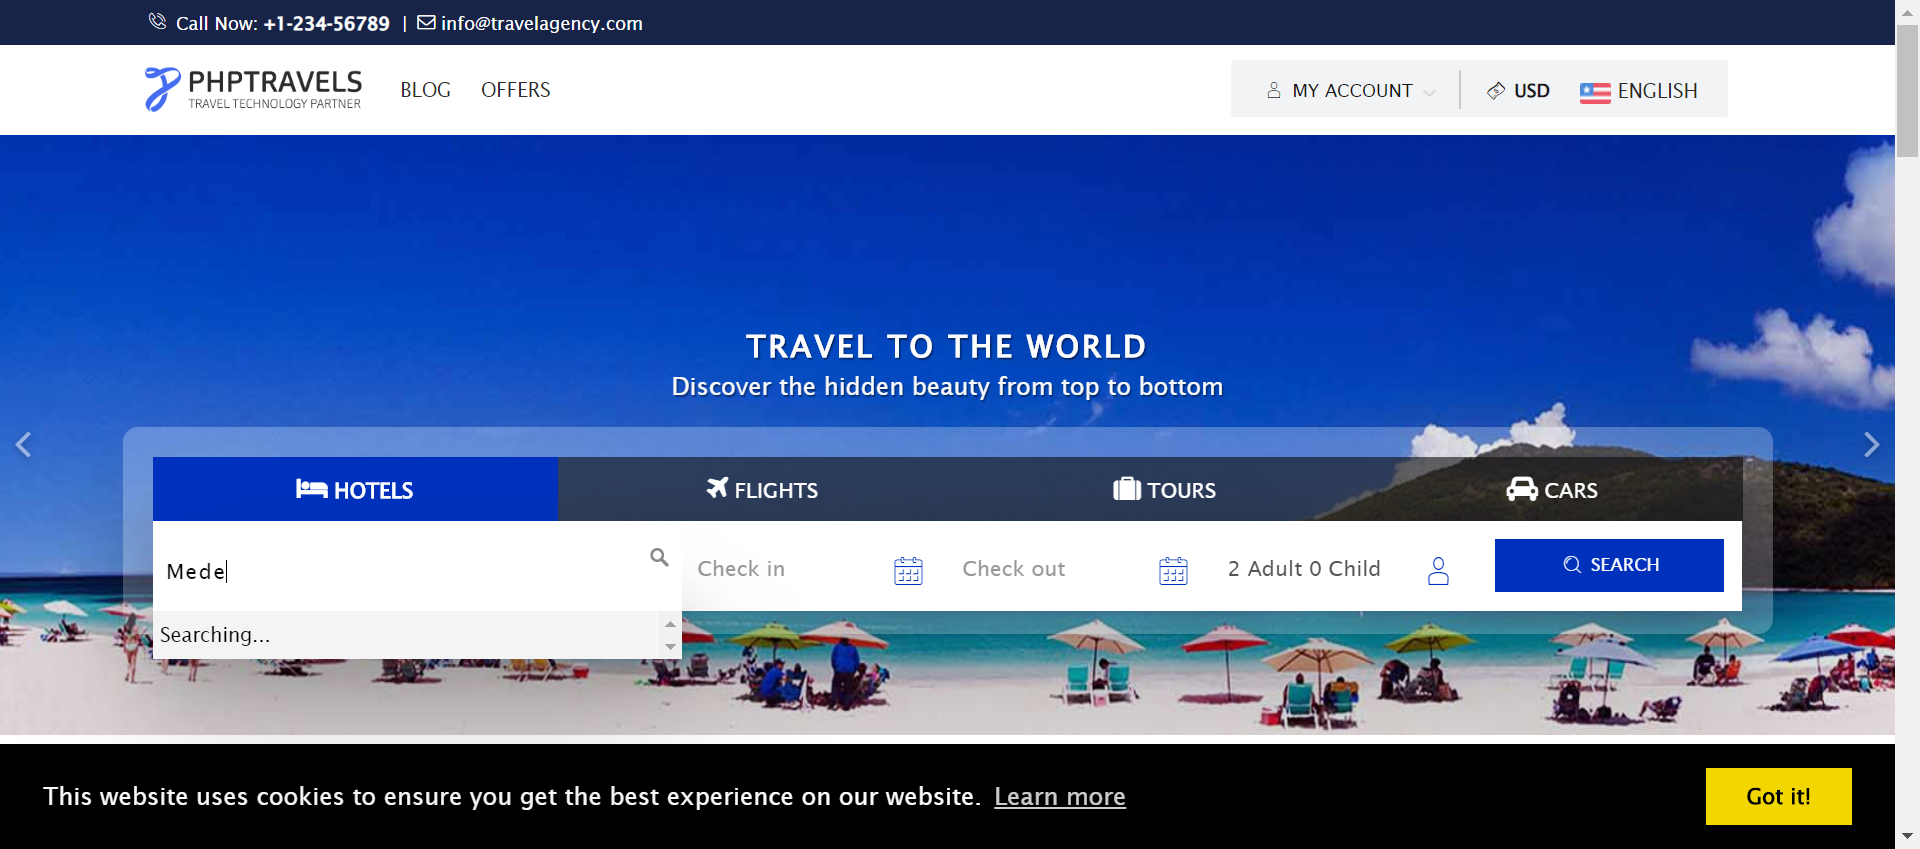 Call Now: +1-234-56789 | info@travelagency.com
PHPTRAVELS
TRAVEL TECHNOLOGY PARTNER
BLOG OFFERS
MY ACCOUNT USD ENGLISH
TRAVEL TO THE WORLD
Discover the hidden beauty from top to bottom
HOTELS FLIGHTS TOURS CARS
Mede Check in Check out 2 Adult 0 Child SEARCH
Searching...
This website uses cookies to ensure you get the best experience on our website. Learn more Got it!